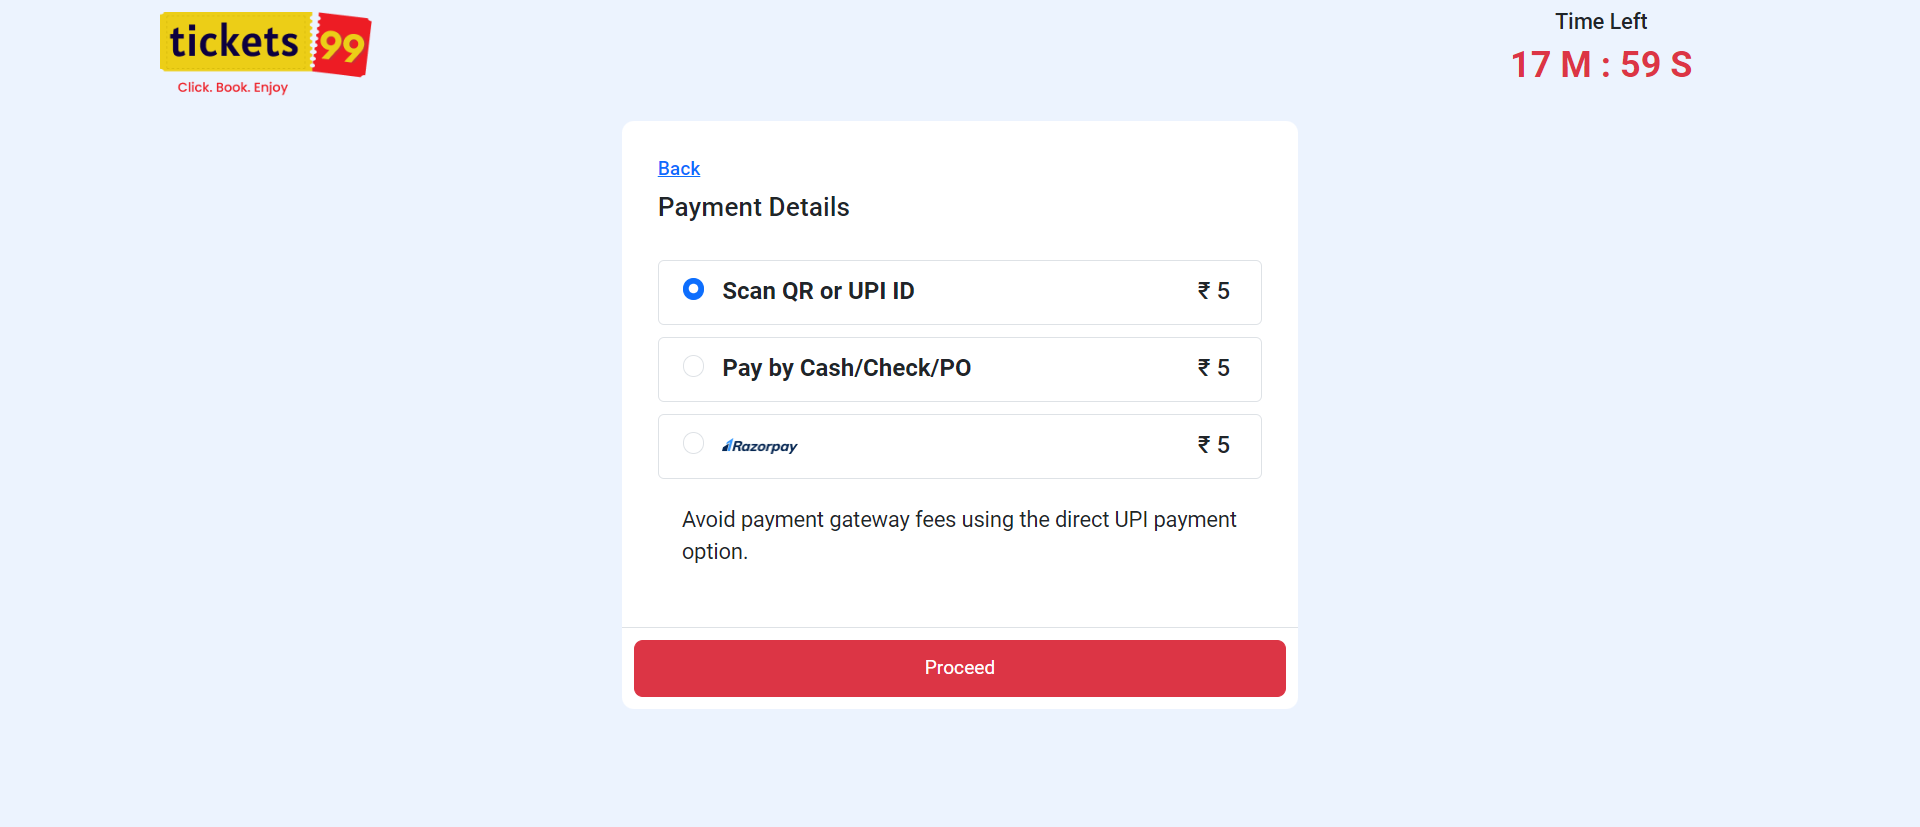 tickets 99
Click. Book. Enjoy
Time Left
17 M : 59 S
Back
Payment Details
Scan QR or UPI ID ₹ 5
Pay by Cash/Check/PO ₹ 5
Razorpay ₹ 5
Avoid payment gateway fees using the direct UPI payment
option.
Proceed